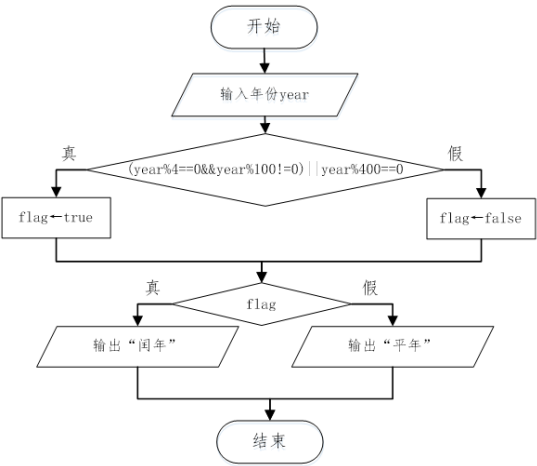 开始
输入年份year
真
假
(year%4==0&&year%100!=0)||year%400==0
flag←true
flag←false
真
假
flag
输出“闰年”
输出“平年”
结束